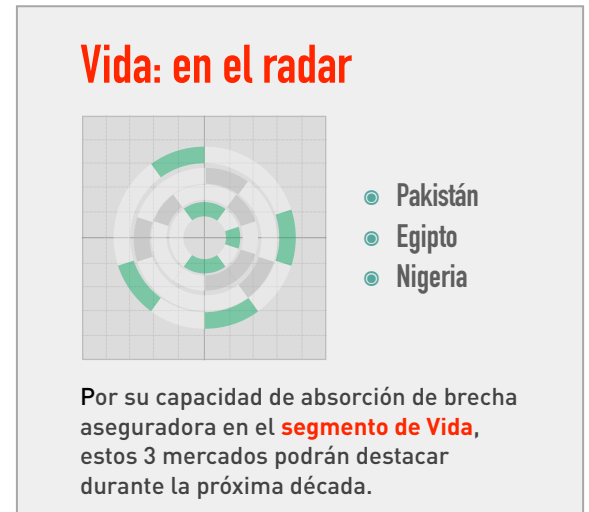 Vida: en el radar
Pakistán
Egipto
Nigeria
Por su capacidad de absorción de brecha
aseguradora en el segmento de Vida,
estos 3 mercados podrán destacar
durante la próxima década.